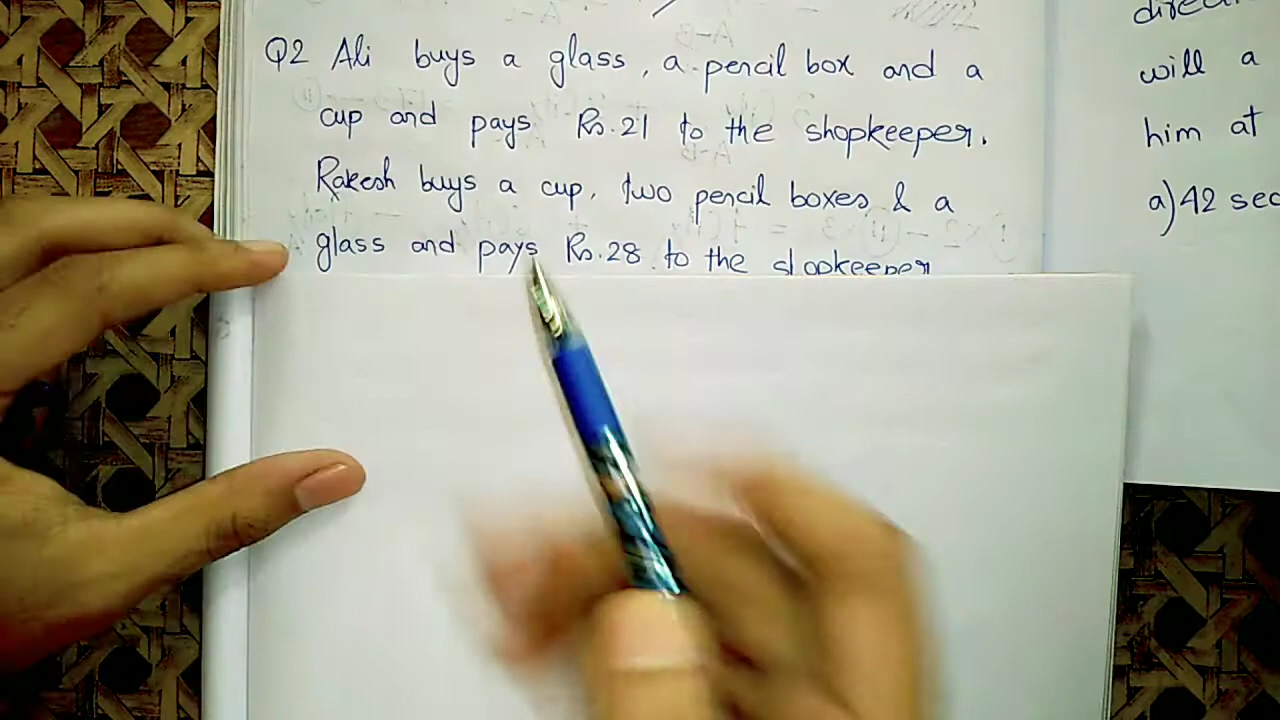 Q2 Ali buys a glass, a pencil box and a
cup and pays Rs.21 to the shopkeeper.
Rakesh buys a cup, two pencil boxes & a
glass and pays Rs.28 to the shopkeeper
will a
him at
a) 42 sec